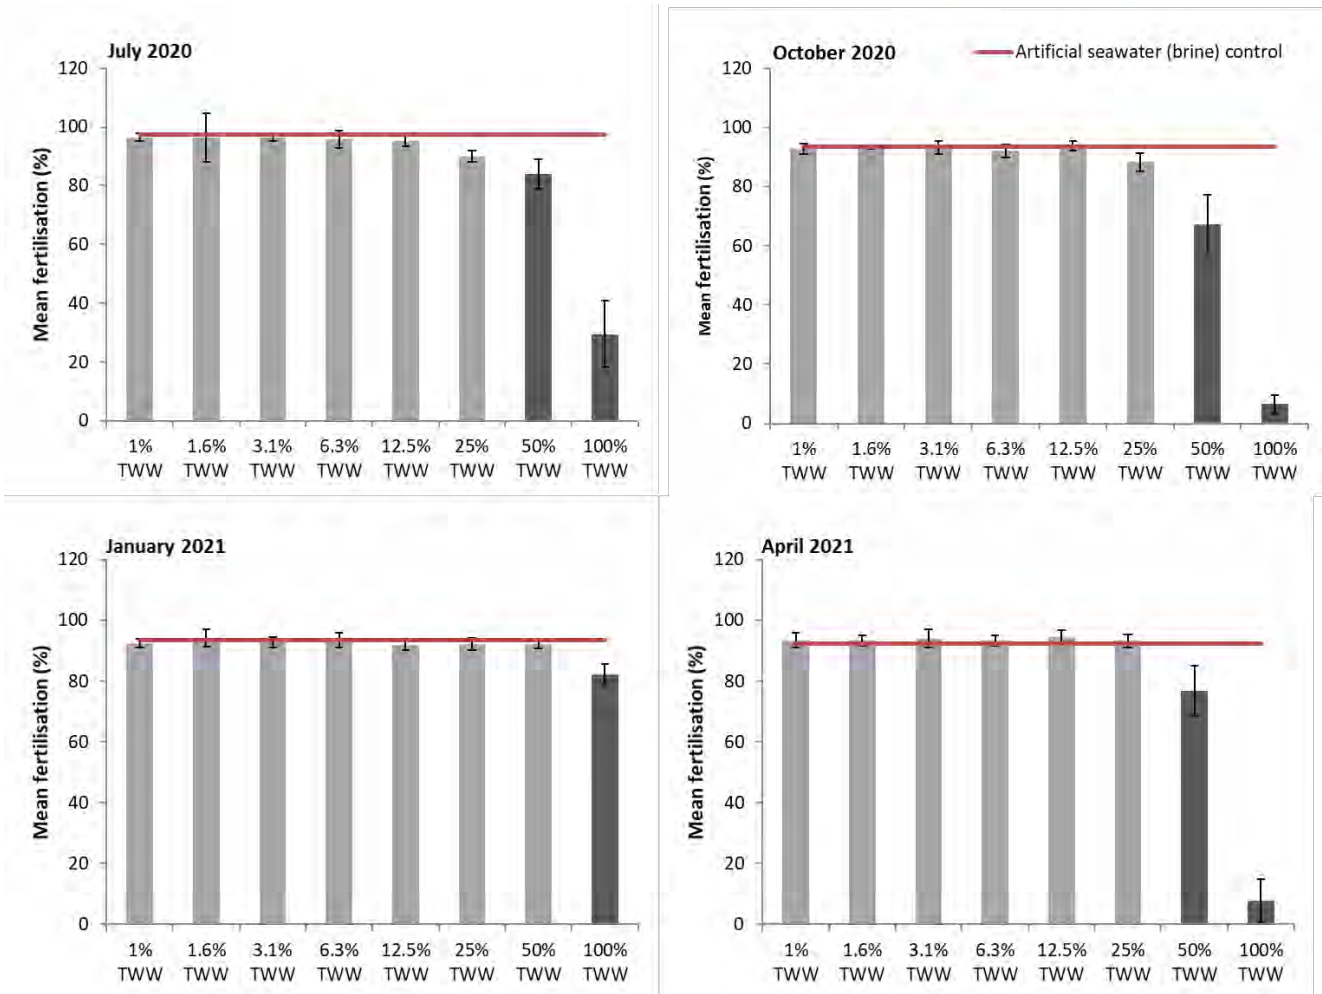 July 2020
120
100
80
60
40
20
0
Mean fertilisation (%)
1% 1.6% 3.1% 6.3% 12.5% 25% 50% 100%
TWW TWW TWW TWW TWW TWW TWW TWW
October 2020
Artificial seawater (brine) control
120
100
80
60
40
20
0
Mean fertilisation (%)
1% 1.6% 3.1% 6.3% 12.5% 25% 50% 100%
TWW TWW TWW TWW TWW TWW TWW TWW
January 2021
120
100
80
60
40
20
0
Mean fertilisation (%)
1% 1.6% 3.1% 6.3% 12.5% 25% 50% 100%
TWW TWW TWW TWW TWW TWW TWW TWW
April 2021
120
100
80
60
40
20
0
Mean fertilisation (%)
1% 1.6% 3.1% 6.3% 12.5% 25% 50% 100%
TWW TWW TWW TWW TWW TWW TWW TWW